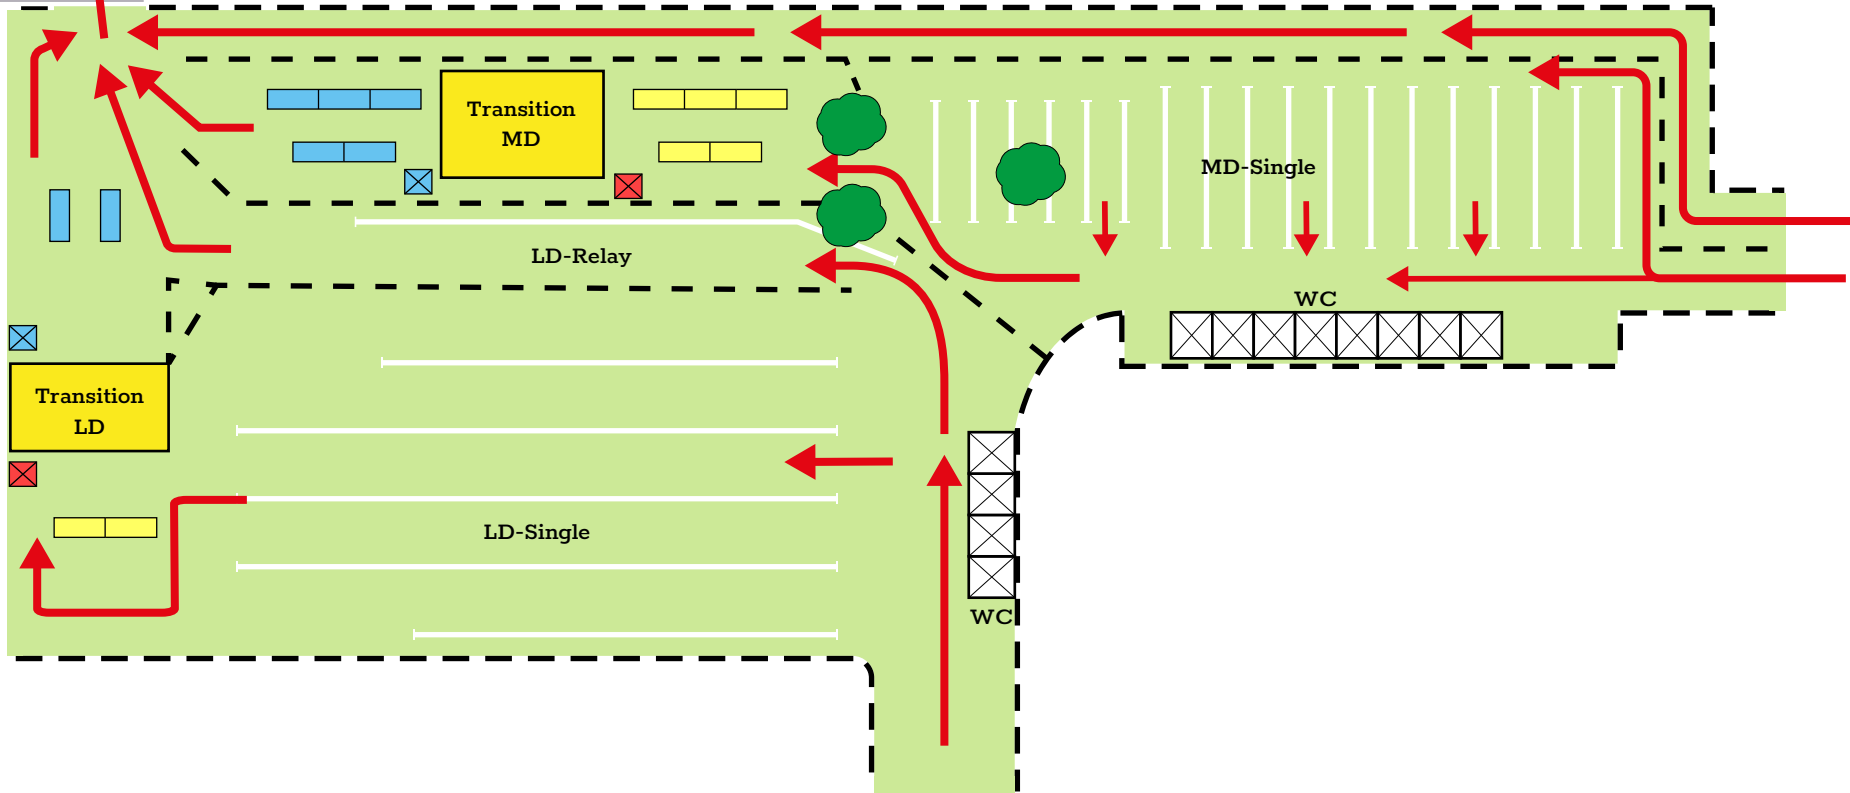 Transition
MD
MD-Single
LD-Relay
WC
Transition
LD
LD-Single
WC